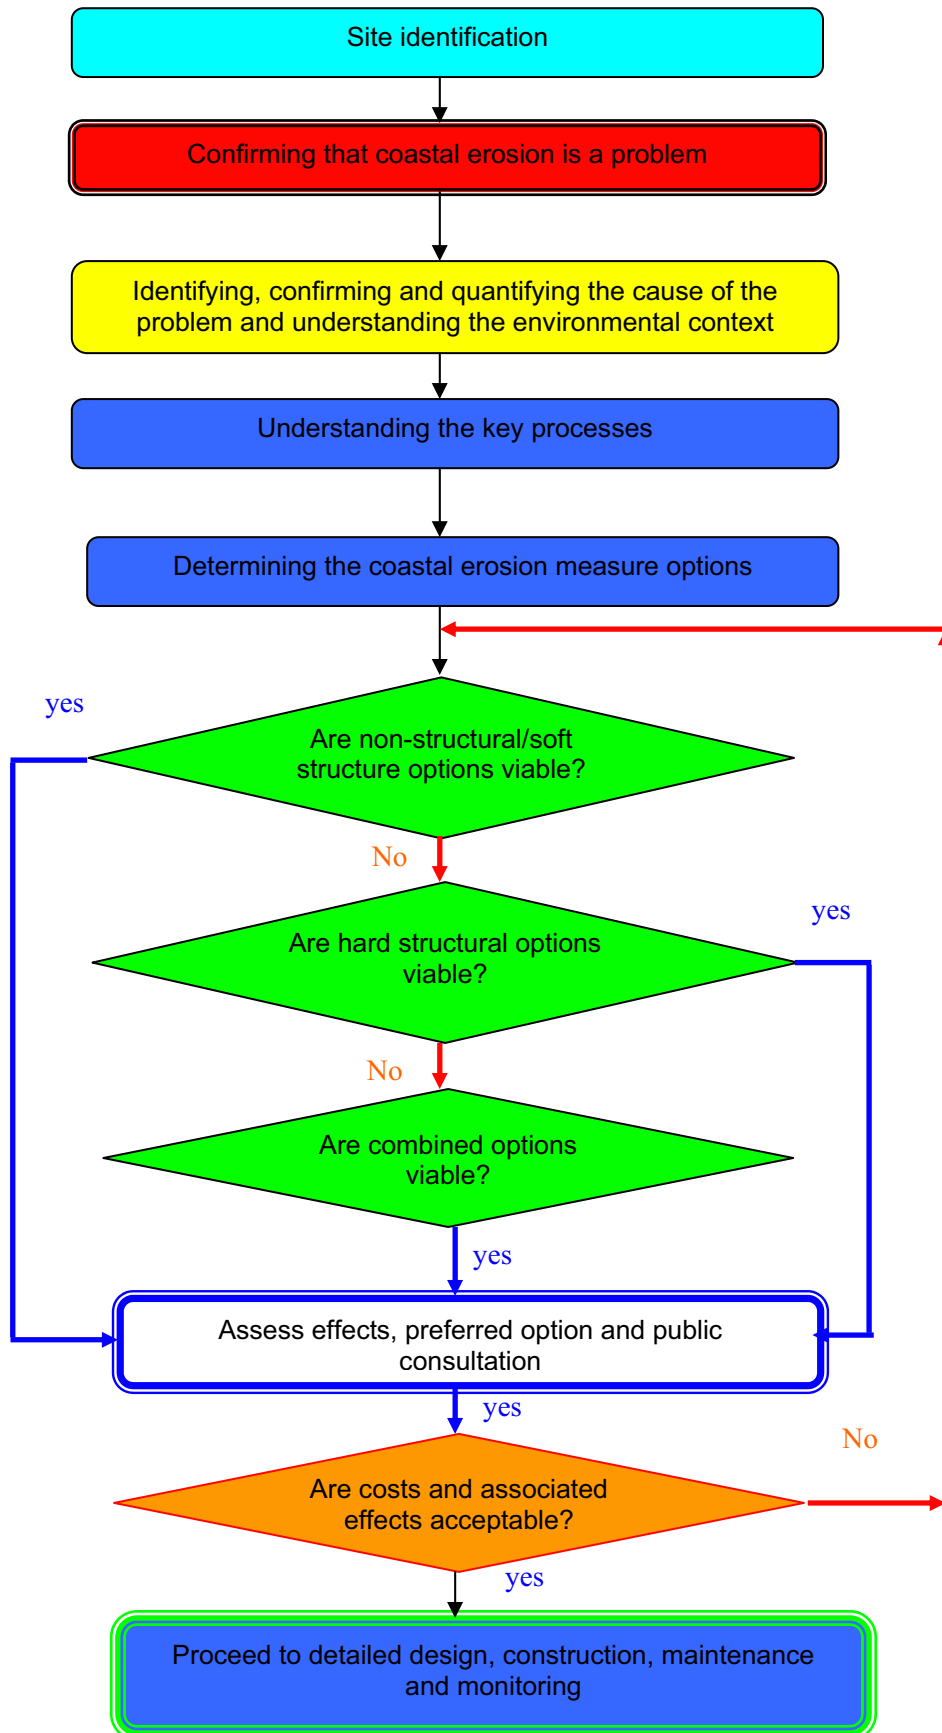 Site identification
Confirming that coastal erosion is a problem
Identifying, confirming and quantifying the cause of the
problem and understanding the environmental context
Understanding the key processes
Determining the coastal erosion measure options
yes
Are non-structural/soft
structure options viable?
No
yes
Are hard structural options
viable?
No
Are combined options
viable?
yes
Assess effects, preferred option and public
consultation
yes
No
Are costs and associated
effects acceptable?
yes
Proceed to detailed design, construction, maintenance
and monitoring